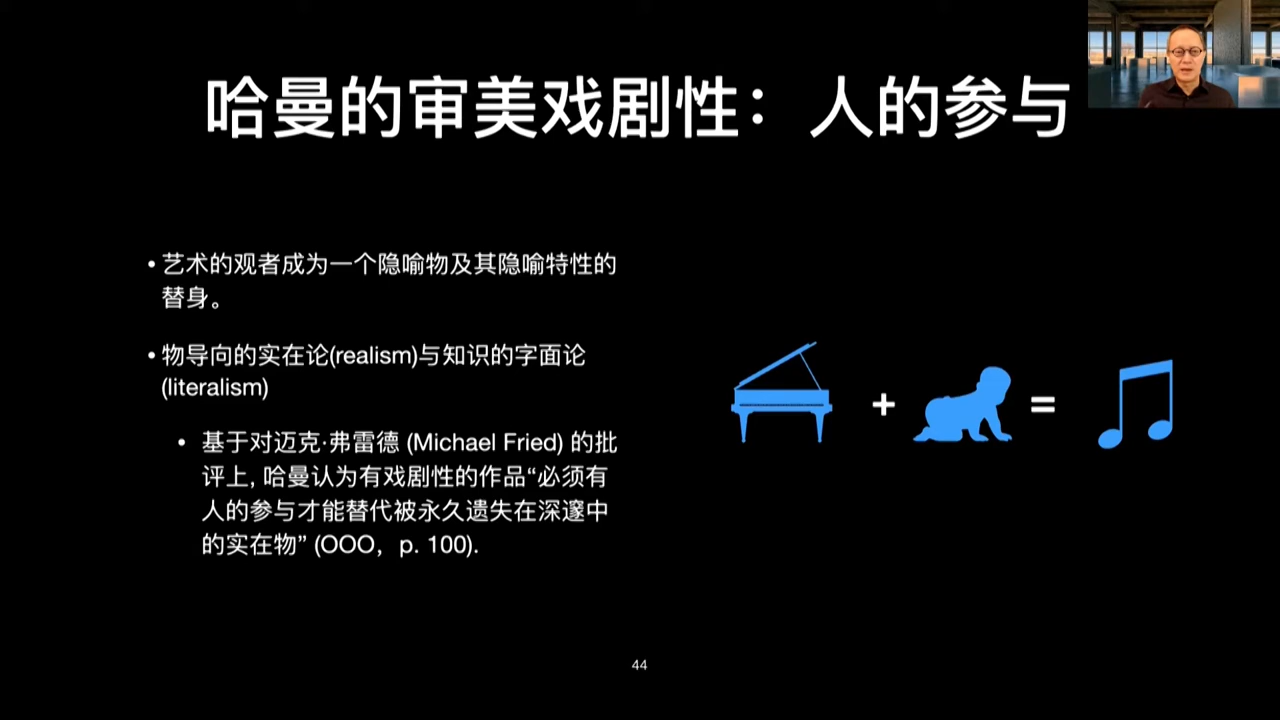 哈曼的审美戏剧性：人的参与
• 艺术的观者成为一个隐喻物及其隐喻特性的
替身。
• 物导向的实在论(realism)与知识的字面论
(literalism)
• 基于对迈克·弗雷德 (Michael Fried) 的批
评上, 哈曼认为有戏剧性的作品“必须有
人的参与才能替代被永久遗失在深邃中
的实在物” (OOO，p. 100).
+ =
44